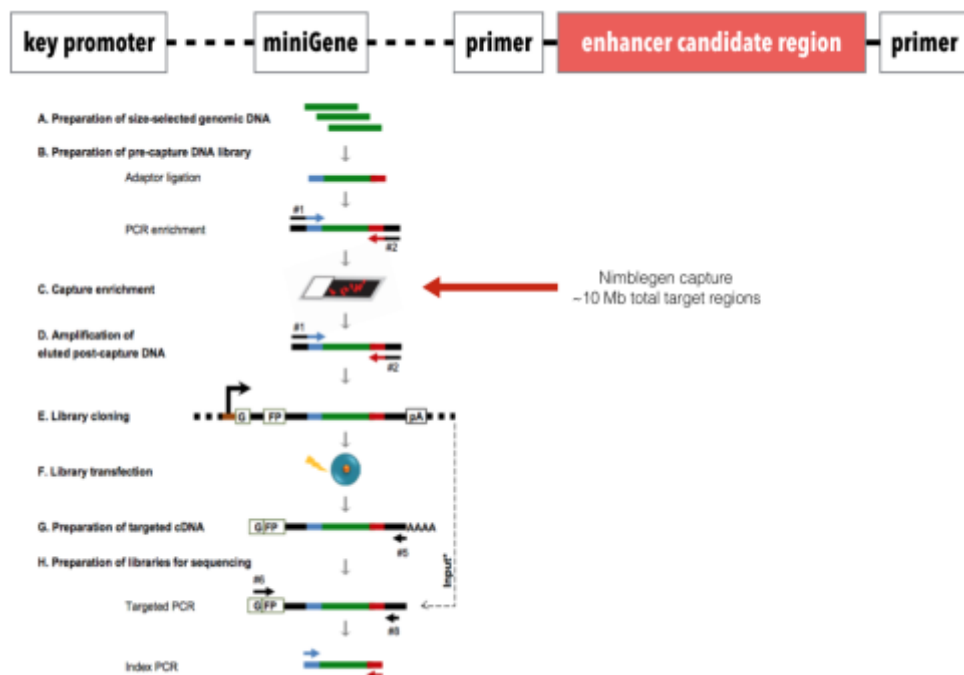 key promoter miniGene primer enhancer candidate region primer
A. Preparation of size-selected genomic DNA
B. Preparation of pre-capture DNA library
Adaptor ligation
#1
PCR enrichment
#2
C. Capture enrichment
Nimblegen capture
~10 Mb total target regions
#1
D. Amplification of
eluted post-capture DNA
#2
E. Library cloning
G FP pA
F. Library transfection
G. Preparation of targeted cDNA
G FP AAAA
#5
H. Preparation of libraries for sequencing
Input*
#6
Targeted PCR
G FP
Index PCR